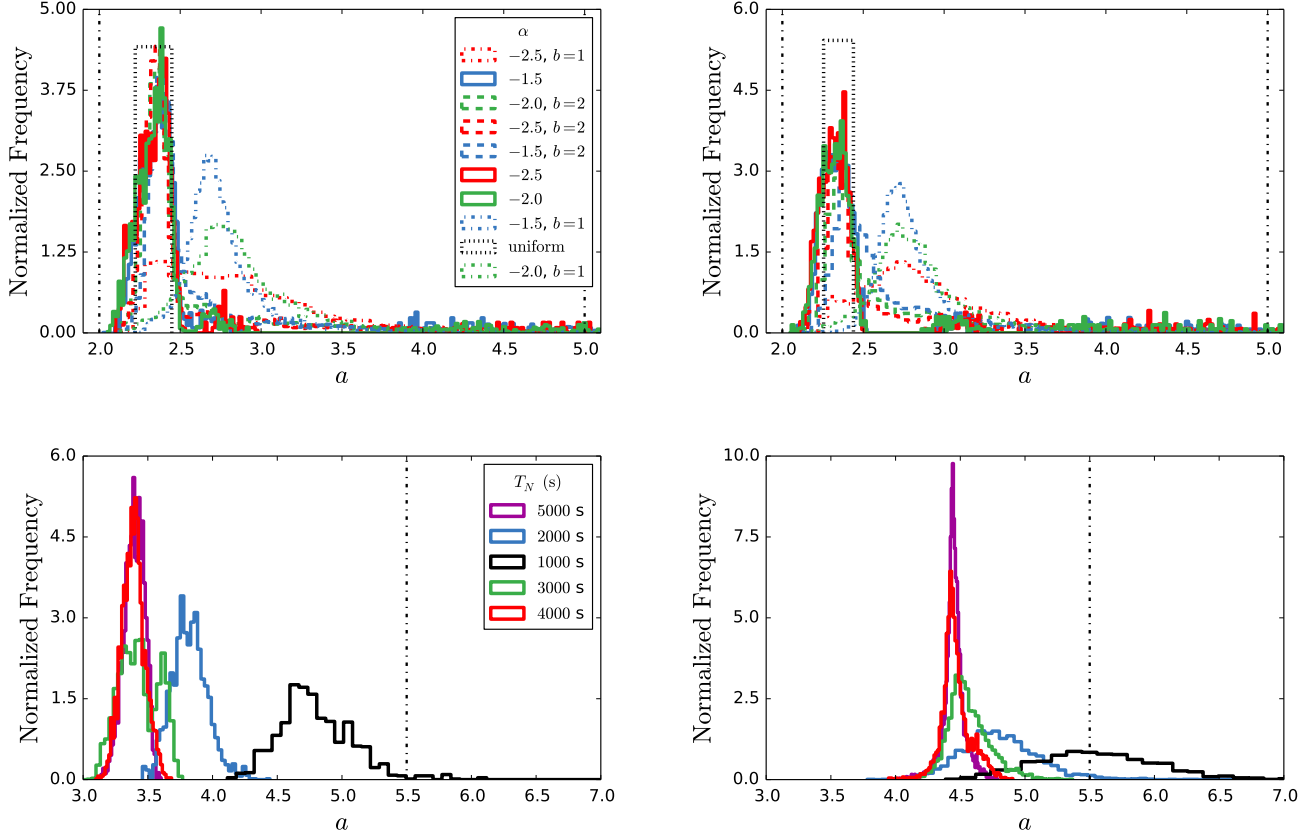 5.00
3.75
2.50
1.25
0.00
Normalized Frequency
2.0 2.5 3.0 3.5 4.0 4.5 5.0
a
α
−2.5, b=1
−1.5
−2.0, b=2
−2.5, b=2
−1.5, b=2
−2.5
−2.0
−1.5, b=1
uniform
−2.0, b=1
6.0
4.5
3.0
1.5
0.0
Normalized Frequency
2.0 2.5 3.0 3.5 4.0 4.5 5.0
a
6.0
4.5
3.0
1.5
0.0
Normalized Frequency
3.0 3.5 4.0 4.5 5.0 5.5 6.0 6.5 7.0
a
T_N (s)
5000 s
2000 s
1000 s
3000 s
4000 s
10.0
7.5
5.0
2.5
0.0
Normalized Frequency
3.0 3.5 4.0 4.5 5.0 5.5 6.0 6.5 7.0
a